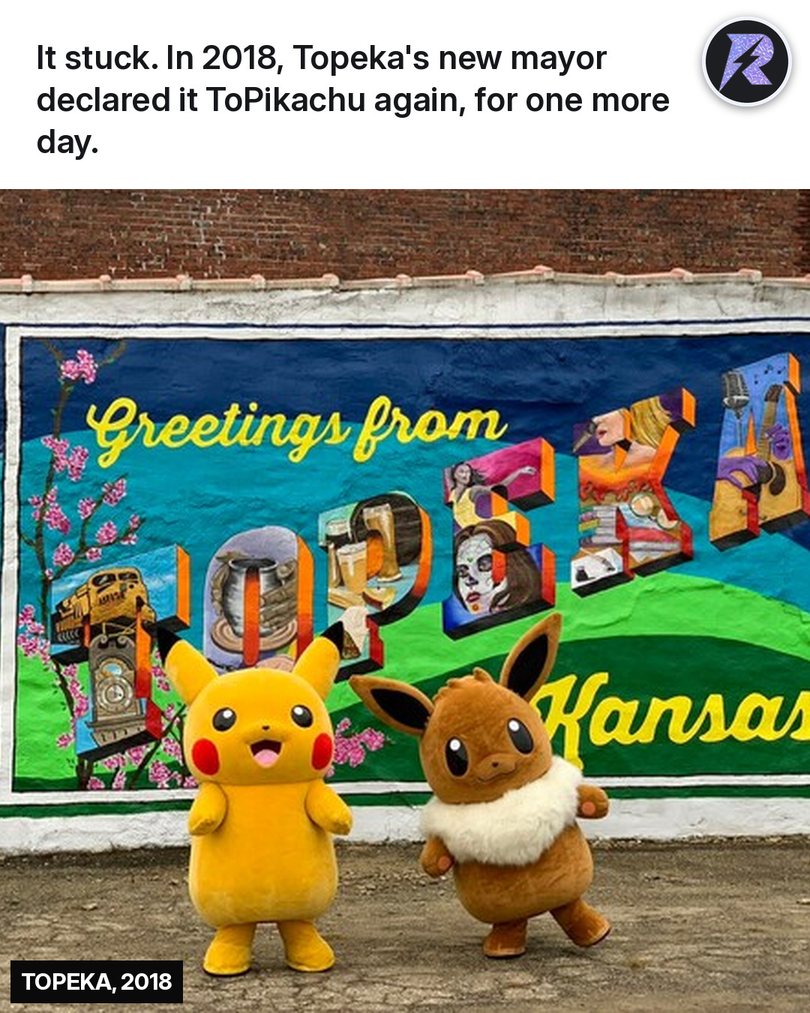 It stuck. In 2018, Topeka's new mayor
declared it ToPikachu again, for one more
day.
R
Greetings from
TOPEKA
Kansas
TOPEKA, 2018